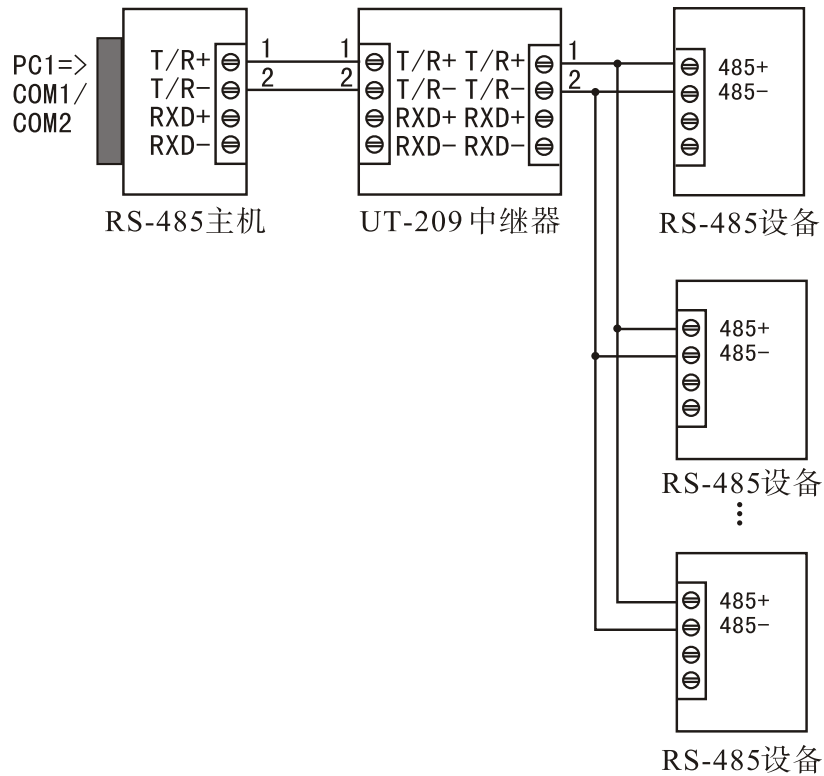 PC1=>
COM1/
COM2
T/R+ 1 1 T/R+ T/R+ 1
T/R- 2 2 T/R- T/R- 2
RXD+ RXD+ RXD+
RXD- RXD- RXD-
485+
485-
RS-485主机
UT-209中继器
RS-485设备
485+
485-
RS-485设备
485+
485-
RS-485设备